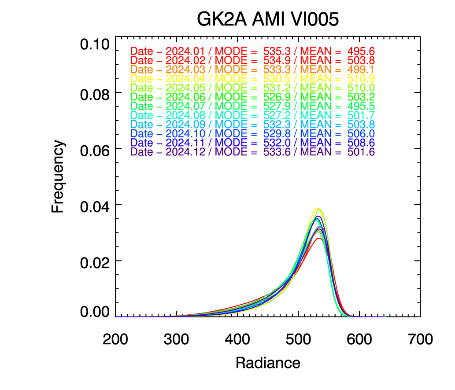 GK2A AMI VI005
0.10
0.08
0.06
0.04
0.02
0.00
Frequency
Date - 2024.01 / MODE = 535.3 / MEAN = 495.6
Date - 2024.02 / MODE = 534.9 / MEAN = 503.8
Date - 2024.03 / MODE = 533.3 / MEAN = 499.1
Date - 2024.04 / MODE =
Date - 2024.05 / MODE = 531.2 / MEAN = 510.0
Date - 2024.06 / MODE = 526.9 / MEAN = 503.2
Date - 2024.07 / MODE = 527.9 / MEAN = 495.5
Date - 2024.08 / MODE = 527.2 / MEAN = 501.7
Date - 2024.09 / MODE = 532.3 / MEAN = 503.8
Date - 2024.10 / MODE = 529.8 / MEAN = 506.0
Date - 2024.11 / MODE = 532.0 / MEAN = 508.6
Date - 2024.12 / MODE = 533.6 / MEAN = 501.6
200 300 400 500 600 700
Radiance